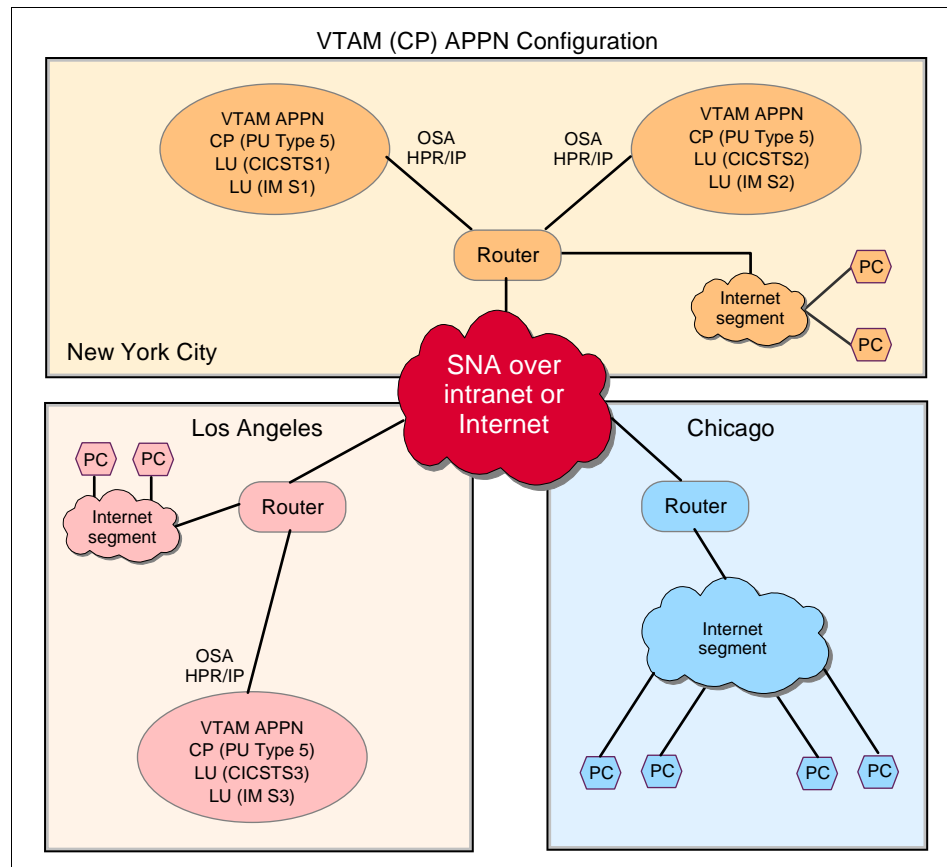 VTAM (CP) APPN Configuration
VTAM APPN
CP (PU Type 5)
LU (CICSTS1)
LU (IM S1)
OSA
HPR/IP
OSA
HPR/IP
VTAM APPN
CP (PU Type 5)
LU (CICSTS2)
LU (IM S2)
Router
PC
Internet
segment
PC
New York City
SNA over
intranet or
Internet
Los Angeles
PC
PC
Internet
segment
Router
OSA
HPR/IP
VTAM APPN
CP (PU Type 5)
LU (CICSTS3)
LU (IM S3)
Chicago
Router
Internet
segment
PC
PC
PC
PC